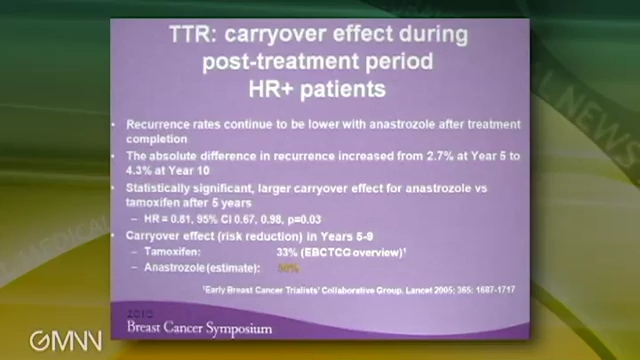 TTR: carryover effect during
post-treatment period
HR+ patients
• Recurrence rates continue to be lower with anastrozole after treatment
completion
• The absolute difference in recurrence increased from 2.7% at Year 5 to
4.3% at Year 10
• Statistically significant, larger carryover effect for anastrozole vs
tamoxifen after 5 years
– HR = 0.81, 95% CI 0.67, 0.98, p=0.03
• Carryover effect (risk reduction) in Years 5-9
– Tamoxifen: 33% (EBCTCG overview)¹
– Anastrozole (estimate): 50%
¹Early Breast Cancer Trialists' Collaborative Group, Lancet 2005; 365: 1687-1717
2010
Breast Cancer Symposium
GMNN
MEDICAL
NEWS